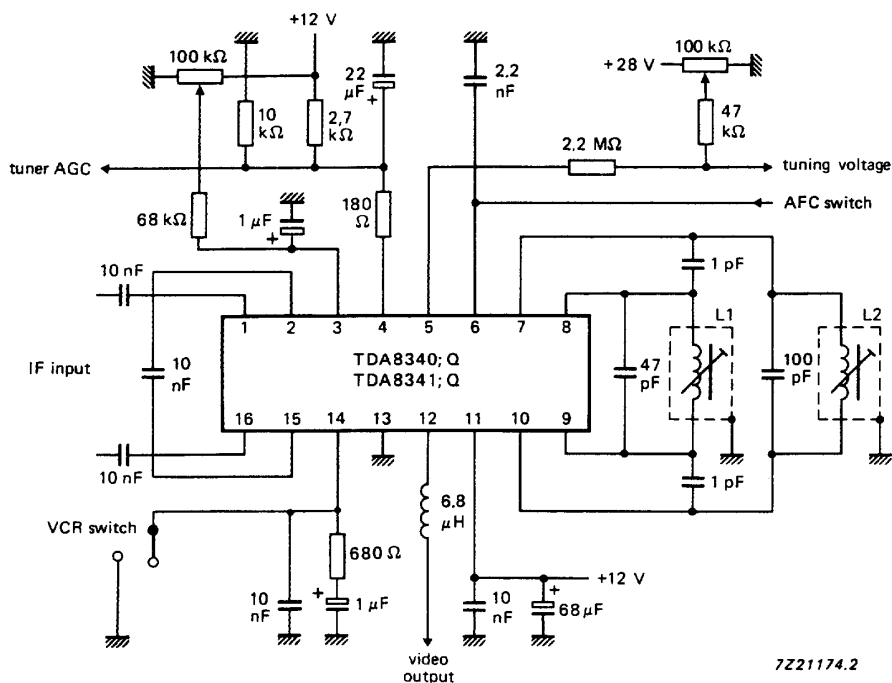 +12 V
100 kΩ
100 kΩ
+28 V
22
μF
+
2,2
nF
10
kΩ
2,7
kΩ
47
kΩ
2,2 MΩ
tuner AGC
tuning voltage
68 kΩ
1 μF
+
180
Ω
AFC switch
10 nF
1 pF
1 2 3 4 5 6 7 8
L1
L2
IF input
10
nF
TDA8340; Q
TDA8341; Q
47
pF
100
pF
16 15 14 13 12 11 10 9
10 nF
1 pF
VCR switch
6,8
μH
680 Ω
10
nF
+
1 μF
10
nF
+
68 μF
+12 V
video
output
7Z21174.2